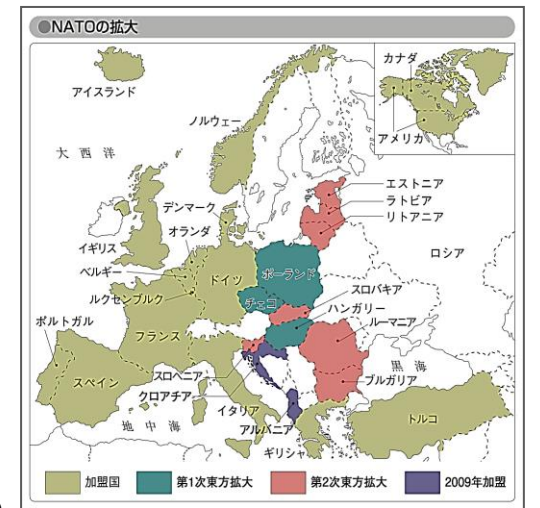 ●NATOの拡大
カナダ
アイスランド
アメリカ
ノルウェー
大西洋
エストニア
ラトビア
デンマーク
リトアニア
オランダ
イギリス
ロシア
ベルギー
ドイツ
ポーランド
スロバキア
ルクセンブルク
チェコ
ハンガリー
ポルトガル
ルーマニア
フランス
黒海
スロベニア
スペイン
ブルガリア
クロアチア
イタリア
トルコ
地中海
アルバニア
ギリシャ
加盟国
第1次東方拡大
第2次東方拡大
2009年加盟